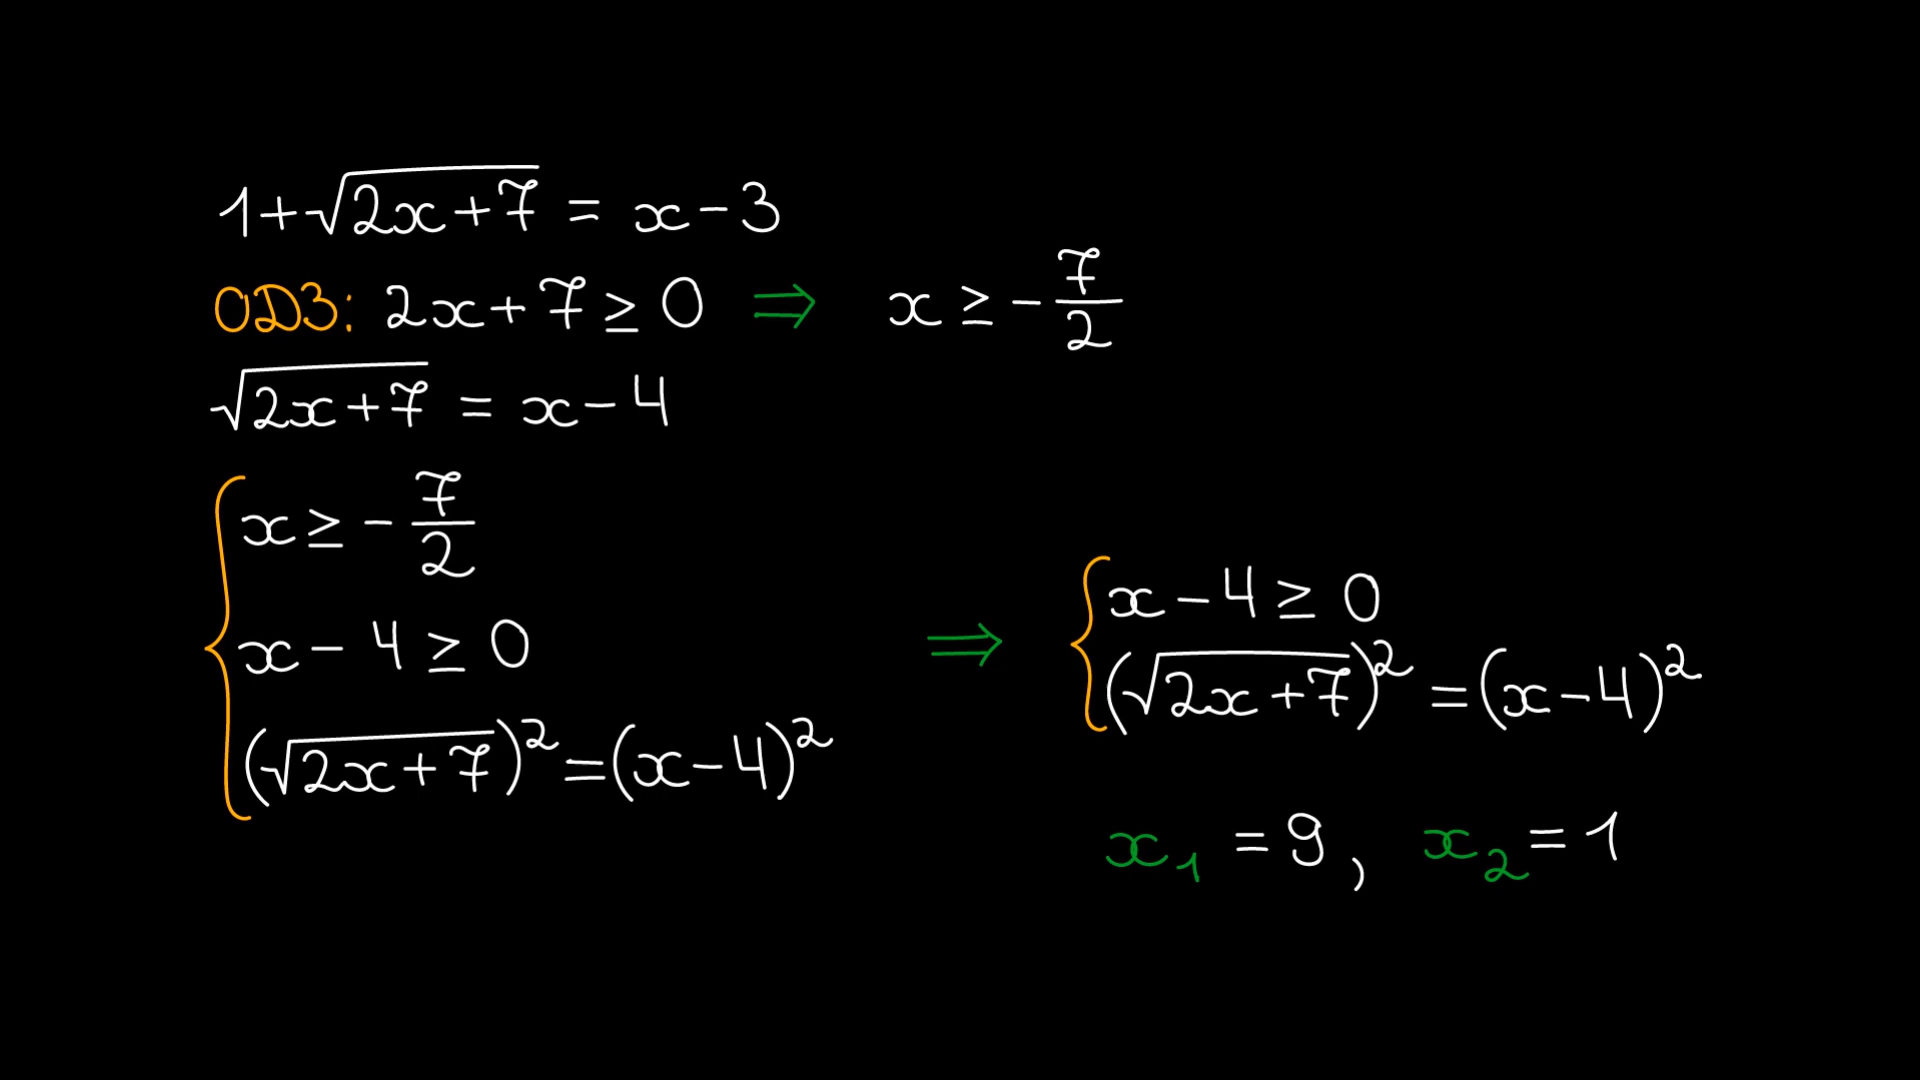 1+√(2x+7) = x-3
OD3: 2x+7≥0 ⇒ x≥-7/2
√(2x+7) = x-4
{ x≥-7/2
x-4≥0
(√(2x+7))²=(x-4)²
⇒ { x-4≥0
(√(2x+7))²=(x-4)²
x₁ =9, x₂=1